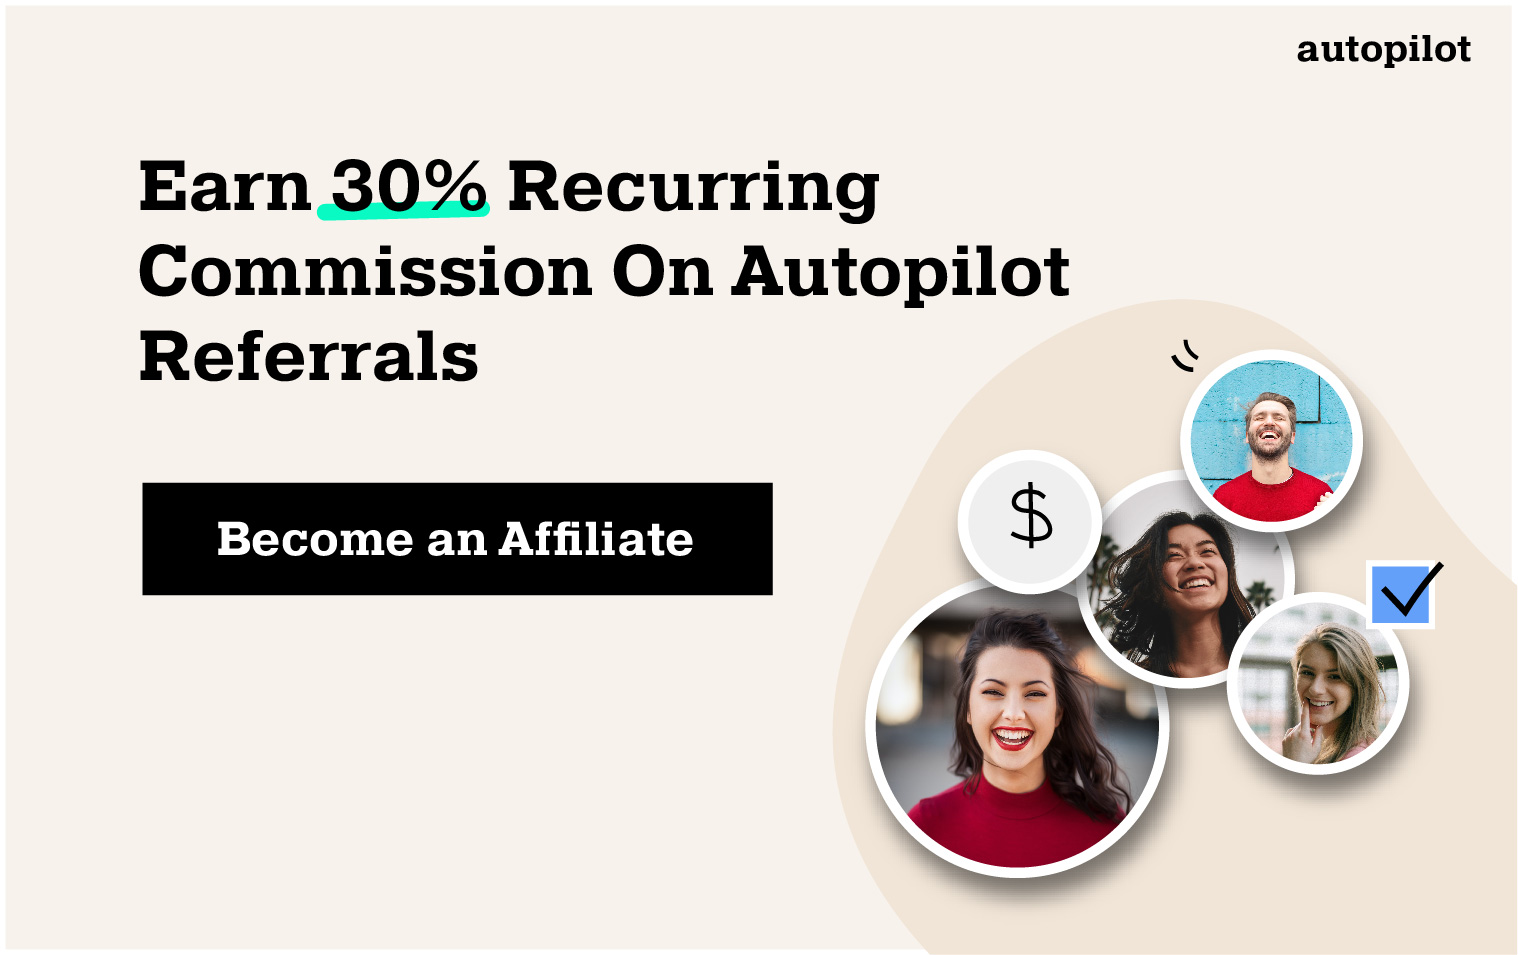 autopilot
Earn 30% Recurring
Commission On Autopilot
Referrals
Become an Affiliate
$